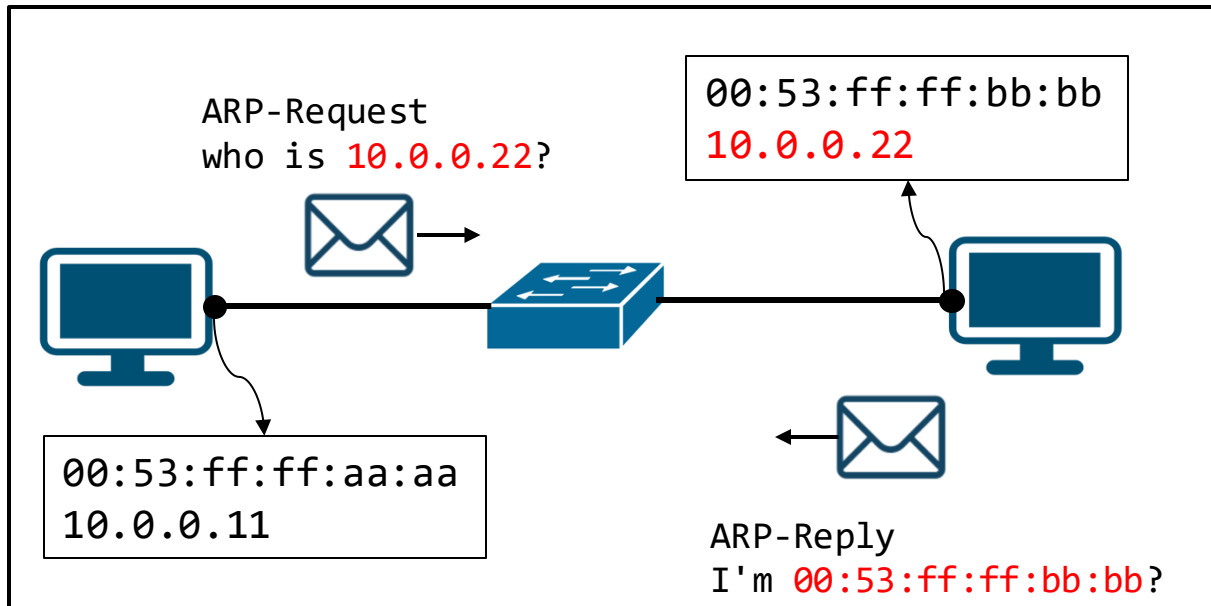 ARP-Request
who is 10.0.0.22?
00:53:ff:ff:bb:bb
10.0.0.22
00:53:ff:ff:aa:aa
10.0.0.11
ARP-Reply
I'm 00:53:ff:ff:bb:bb?